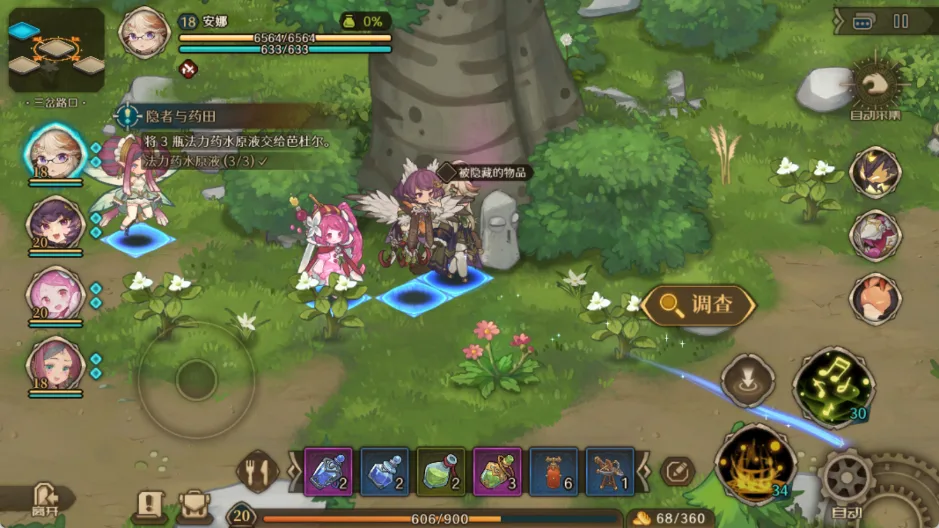 18 安娜
0%
6564/6564
633/633
·三岔路口·
隐者与药田
将 3 瓶法力药水原液交给芭杜尔。
法力药水原液 (3/3) ✓
自动采集
18
20
20
18
被隐藏的物品
调查
30
34
2
2
2
3
6
1
离开
20
606/900
68/360
自动